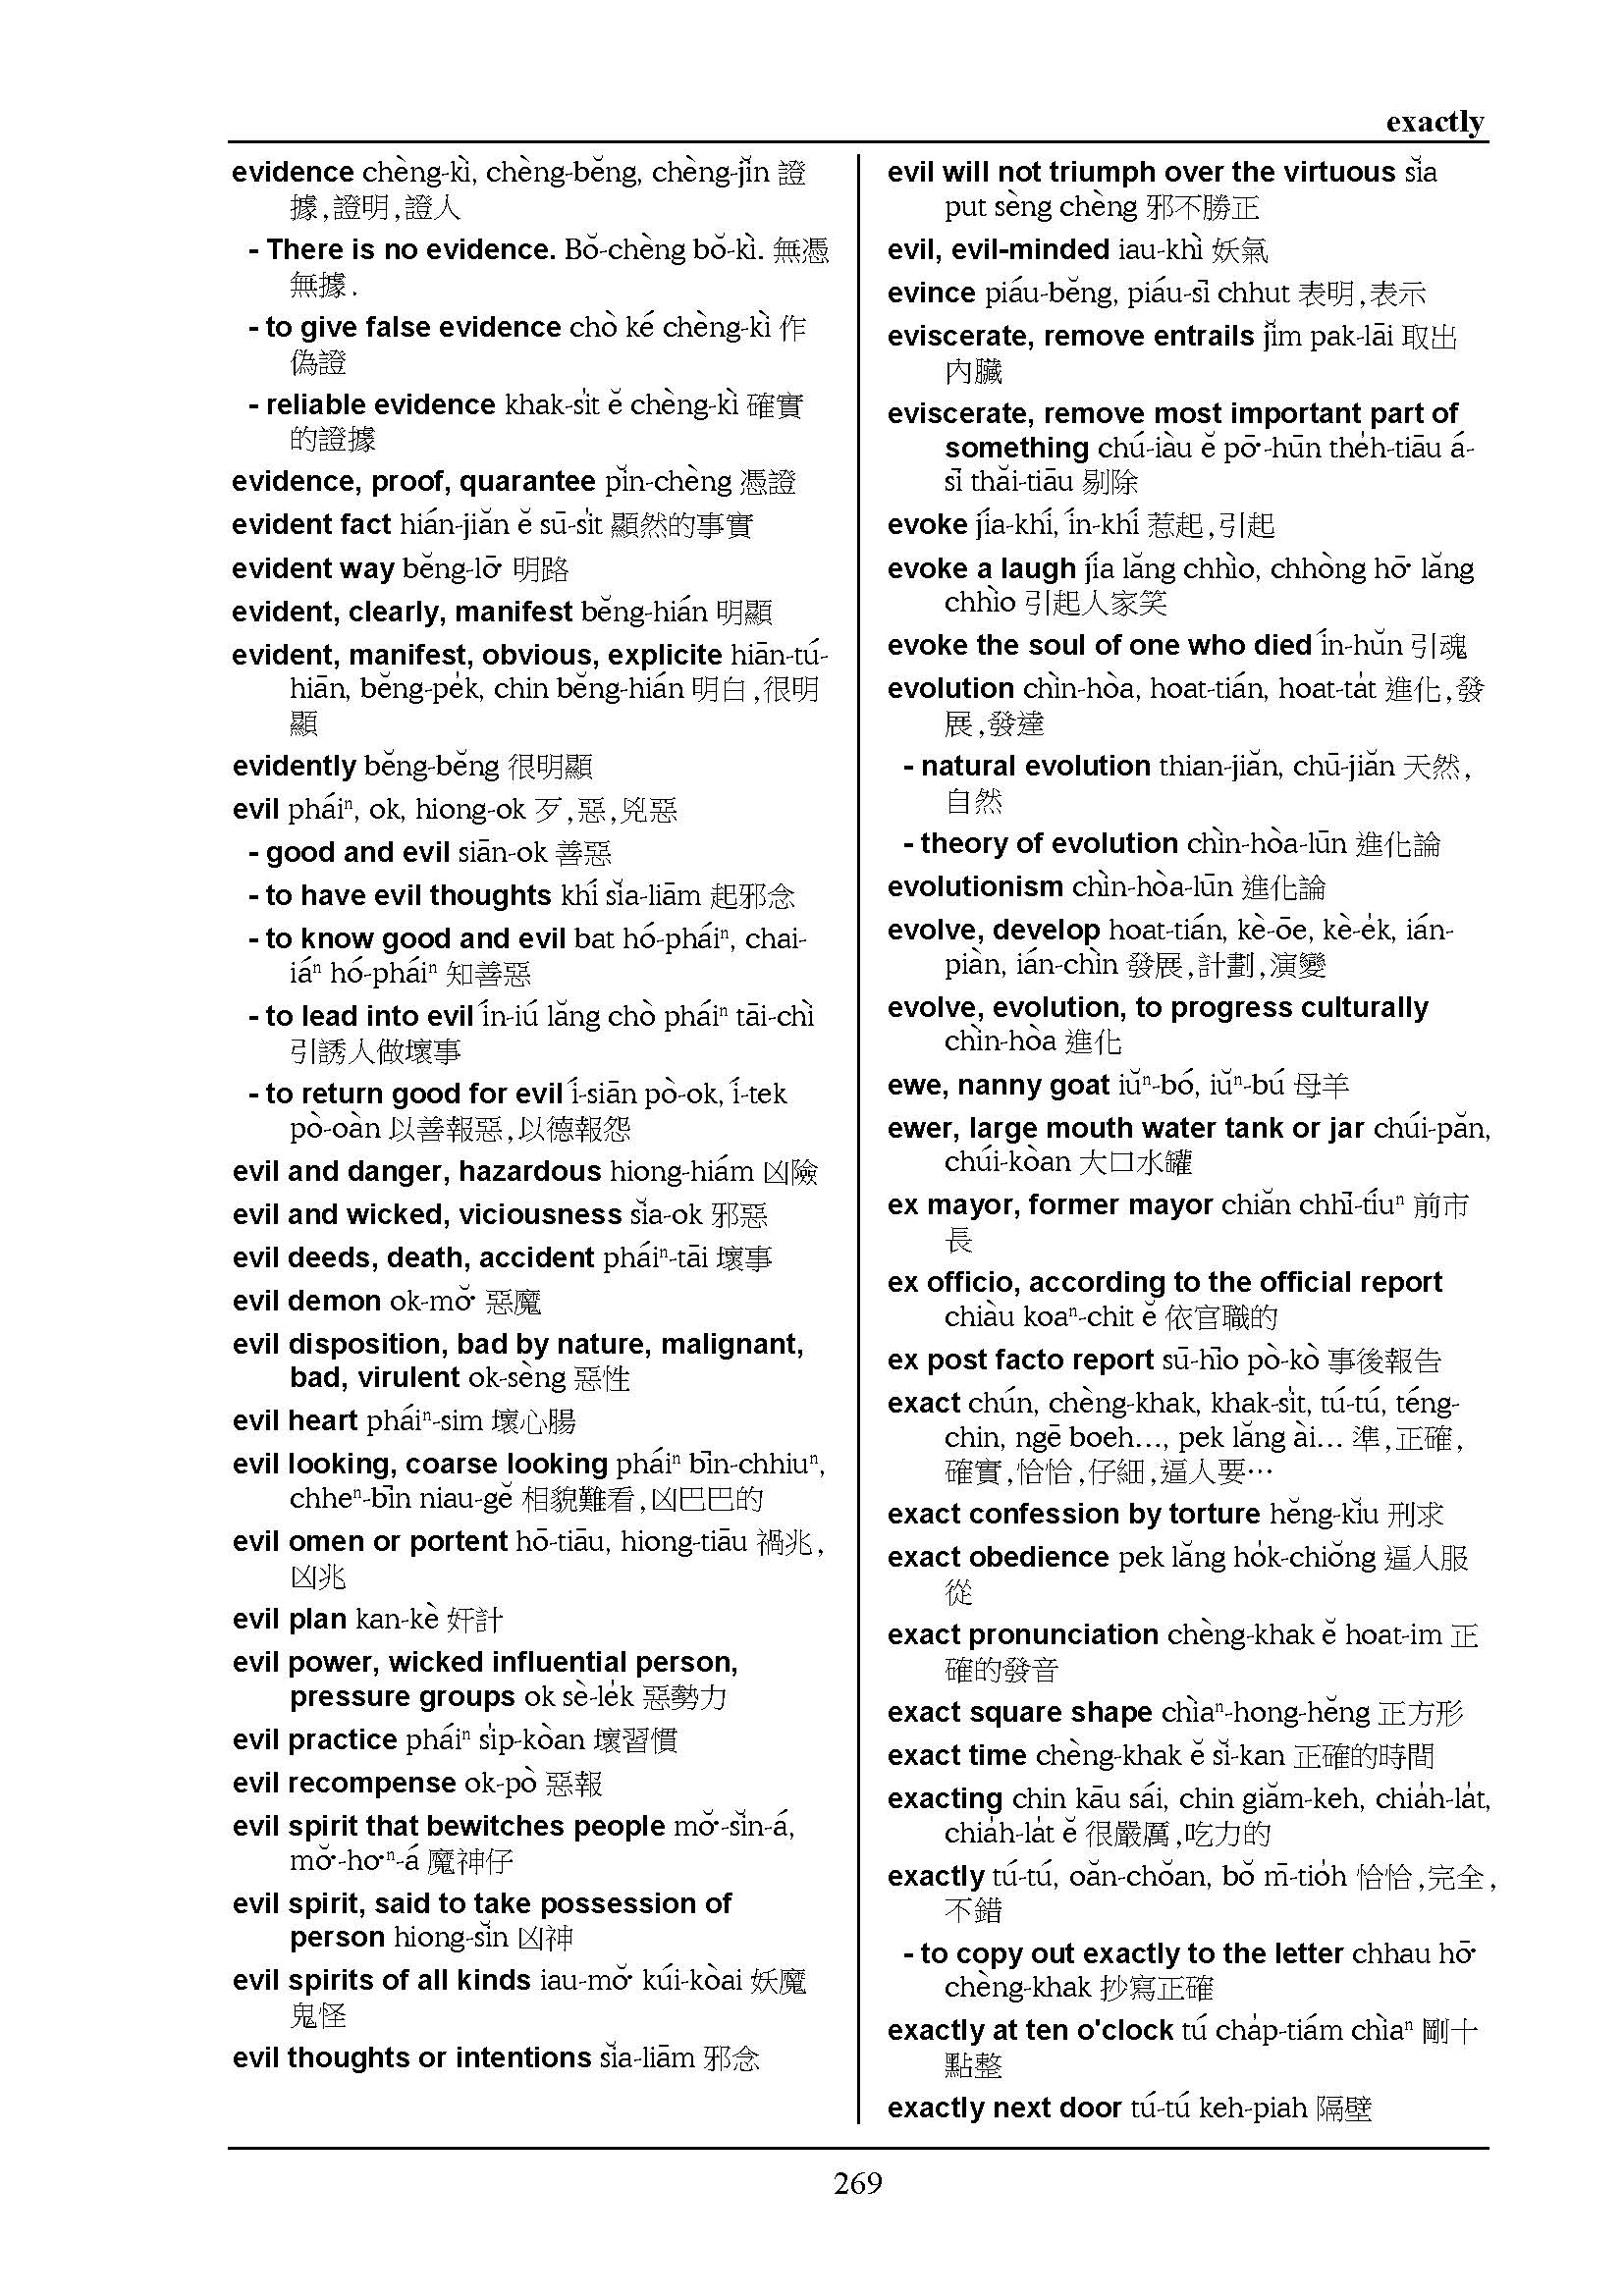 exactly
evidence chèng-kì, chèng-bĕng, chèng-jĭn 證
據,證明,證人
- There is no evidence. Bŏ-chèng bŏ-kì. 無憑
無據.
- to give false evidence chò ké chèng-kì 作
偽證
- reliable evidence khak-si̍t ĕ chèng-kì 確實
的證據
evidence, proof, quarantee pĭn-chèng 憑證
evident fact hián-jiăn ĕ sū-si̍t 顯然的事實
evident way bĕng-lō͘ 明路
evident, clearly, manifest bĕng-hián 明顯
evident, manifest, obvious, explicite hiān-tú-
hiān, bĕng-pe̍k, chin bĕng-hián 明白,很明
顯
evidently bĕng-bĕng 很明顯
evil pháiⁿ, ok, hiong-ok 歹,惡,兇惡
- good and evil siān-ok 善惡
- to have evil thoughts khí sĭa-liām 起邪念
- to know good and evil bat hó-pháiⁿ, chai-
iáⁿ hó-pháiⁿ 知善惡
- to lead into evil ín-iú lăng chò pháiⁿ tāi-chì
引誘人做壞事
- to return good for evil í-siān pò-ok, í-tek
pò-oàn 以善報惡,以德報怨
evil and danger, hazardous hiong-hiám 凶險
evil and wicked, viciousness sĭa-ok 邪惡
evil deeds, death, accident pháiⁿ-tāi 壞事
evil demon ok-mŏ͘ 惡魔
evil disposition, bad by nature, malignant,
bad, virulent ok-sèng 惡性
evil heart pháiⁿ-sim 壞心腸
evil looking, coarse looking pháiⁿ bīn-chhiuⁿ,
chheⁿ-bīn niau-gĕ 相貌難看,凶巴巴的
evil omen or portent hō-tiāu, hiong-tiāu 禍兆,
凶兆
evil plan kan-kè 奸計
evil power, wicked influential person,
pressure groups ok sè-le̍k 惡勢力
evil practice pháiⁿ si̍p-kòan 壞習慣
evil recompense ok-pò 惡報
evil spirit that bewitches people mŏ͘-sĭn-á,
mŏ͘-ho͘ⁿ-á 魔神仔
evil spirit, said to take possession of
person hiong-sĭn 凶神
evil spirits of all kinds iau-mŏ͘ kúi-kòai 妖魔
鬼怪
evil thoughts or intentions sĭa-liām 邪念
evil will not triumph over the virtuous sĭa
put sèng chèng 邪不勝正
evil, evil-minded iau-khì 妖氣
evince piáu-bĕng, piáu-sī chhut 表明,表示
eviscerate, remove entrails jĭm pak-lāi 取出
內臟
eviscerate, remove most important part of
something chú-iàu ĕ pō͘-hūn the̍h-tiāu á-
sī thăi-tiāu 剔除
evoke jía-khí, ín-khí 惹起,引起
evoke a laugh jía lăng chhìo, chhòng hō͘ lăng
chhìo 引起人家笑
evoke the soul of one who died ín-hŭn 引魂
evolution chìn-hòa, hoat-tián, hoat-ta̍t 進化,發
展,發達
- natural evolution thian-jiăn, chū-jiăn 天然,
自然
- theory of evolution chìn-hòa-lūn 進化論
evolutionism chìn-hòa-lūn 進化論
evolve, develop hoat-tián, kè-ōe, kè-e̍k, ián-
piàn, ián-chìn 發展,計劃,演變
evolve, evolution, to progress culturally
chìn-hòa 進化
ewe, nanny goat iŭⁿ-bó, iŭⁿ-bú 母羊
ewer, large mouth water tank or jar chúi-păn,
chúi-kòan 大口水罐
ex mayor, former mayor chiăn chhī-tíuⁿ 前市
長
ex officio, according to the official report
chiàu koaⁿ-chit ĕ 依官職的
ex post facto report sū-hīo pò-kò 事後報告
exact chún, chèng-khak, khak-si̍t, tú-tú, téng-
chin, ngē boeh…, pek lăng ài… 準,正確,
確實,恰恰,仔細,逼人要…
exact confession by torture hĕng-kĭu 刑求
exact obedience pek lăng ho̍k-chiŏng 逼人服
從
exact pronunciation chèng-khak ĕ hoat-im 正
確的發音
exact square shape chìaⁿ-hong-hĕng 正方形
exact time chèng-khak ĕ sĭ-kan 正確的時間
exacting chin kāu sái, chin giăm-keh, chia̍h-la̍t,
chia̍h-la̍t ĕ 很嚴厲,吃力的
exactly tú-tú, oăn-chŏan, bŏ m̄-tio̍h 恰恰,完全,
不錯
- to copy out exactly to the letter chhau hō͘
chèng-khak 抄寫正確
exactly at ten o'clock tú cha̍p-tiám chìaⁿ 剛十
點整
exactly next door tú-tú keh-piah 隔壁
269